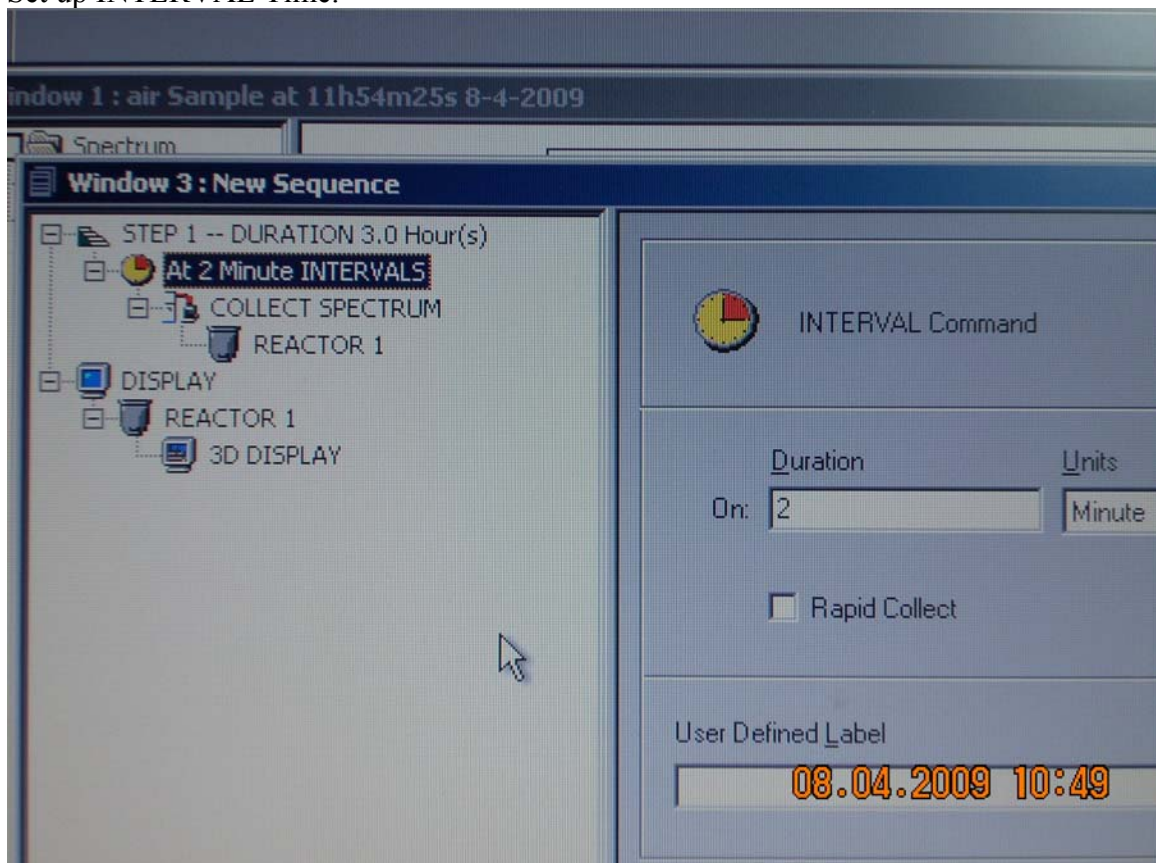 Set up INTERVAL Time:
indow 1 : air Sample at 11h54m25s 8-4-2009
Spectrum
Window 3 : New Sequence
STEP 1 -- DURATION 3.0 Hour(s)
At 2 Minute INTERVALS
COLLECT SPECTRUM
REACTOR 1
DISPLAY
REACTOR 1
3D DISPLAY
INTERVAL Command
Duration
Units
On: 2
Minute
Rapid Collect
User Defined Label
08.04.2009 10:49